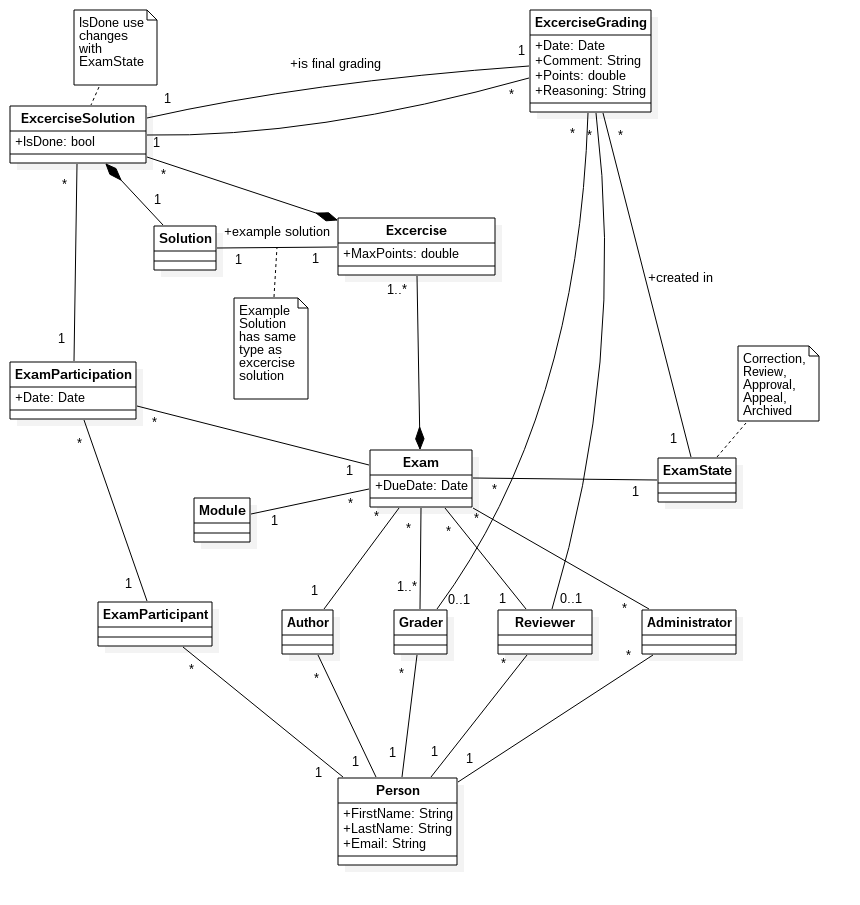 IsDone use
changes
with
ExamState
ExcerciseGrading
+Date: Date
+Comment: String
+Points: double
+Reasoning: String
1
+is final grading
*
1
ExcerciseSolution
+IsDone: bool
1
*
*
*
*
*
1
Solution
+example solution
1
1
Excercise
+MaxPoints: double
1..*
+created in
Example
Solution
has same
type as
excercise
solution
1
ExamParticipation
+Date: Date
*
*
Correction,
Review,
Approval,
Appeal,
Archived
1
1
Exam
+DueDate: Date
*
1
ExamState
*
*
*
*
*
Module
1
1
1
1..*
0..1
1
0..1
*
ExamParticipant
Author
Grader
Reviewer
Administrator
*
*
*
*
*
1
1
1
1
1
Person
+FirstName: String
+LastName: String
+Email: String